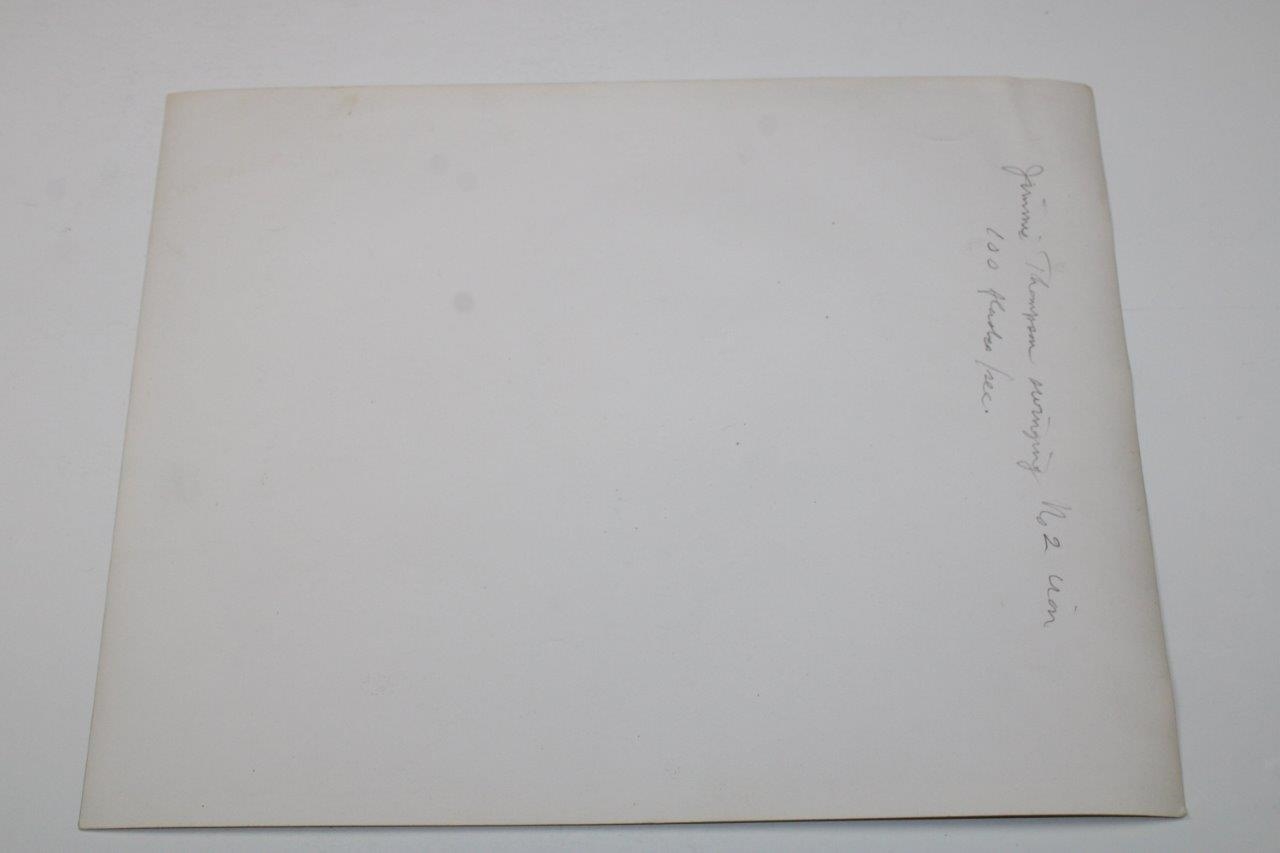 Jimmie Thompson swinging No 2 iron
100 flashes/sec.